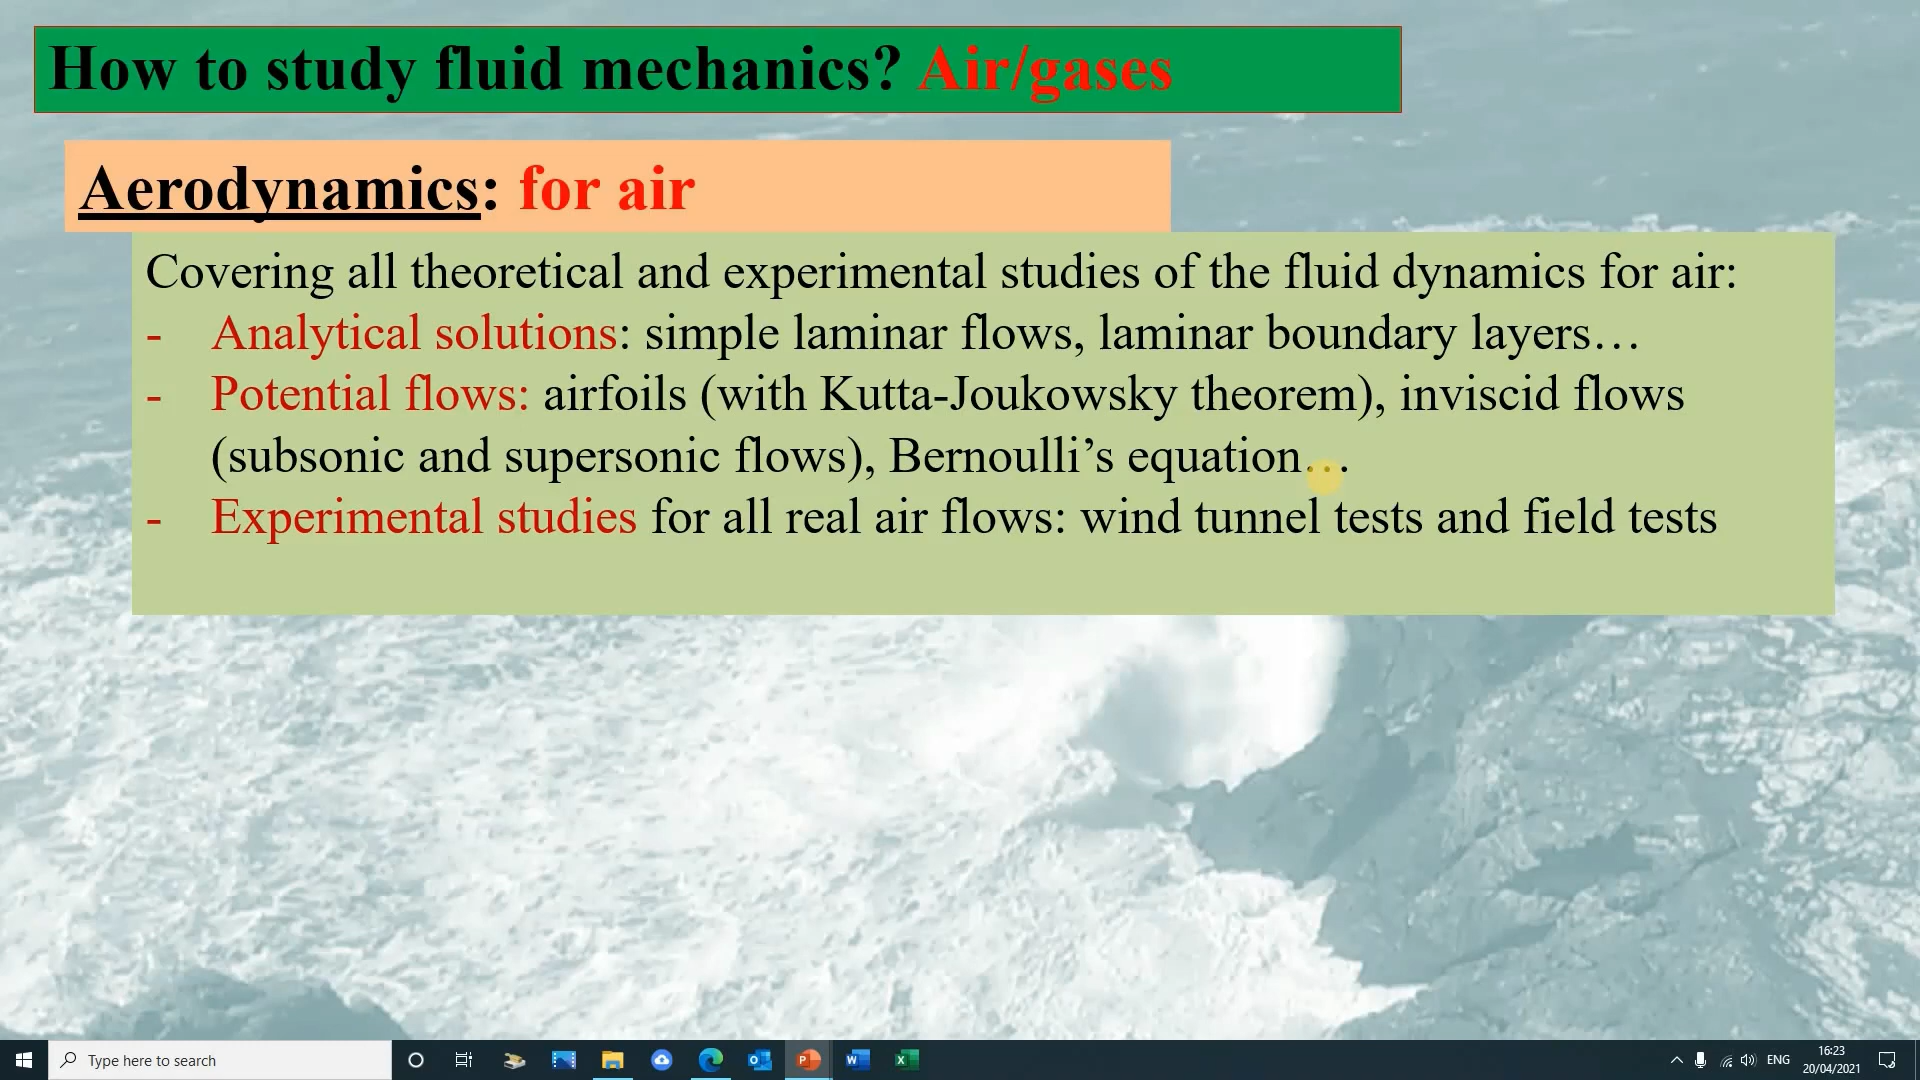 How to study fluid mechanics? Air/gases
Aerodynamics: for air
Covering all theoretical and experimental studies of the fluid dynamics for air:
- Analytical solutions: simple laminar flows, laminar boundary layers…
- Potential flows: airfoils (with Kutta-Joukowsky theorem), inviscid flows
(subsonic and supersonic flows), Bernoulli’s equation…
- Experimental studies for all real air flows: wind tunnel tests and field tests
Type here to search
ENG
16:23
20/04/2021